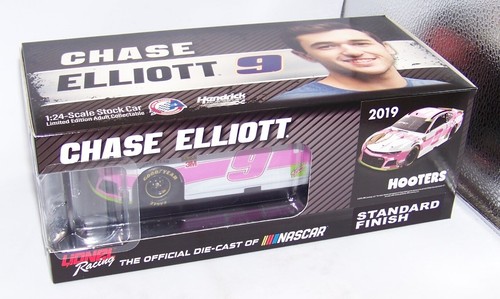 CHASE
ELLIOTT 9
1:24-Scale Stock Car
Limited Edition Adult Collectable
Hendrick
CHASE ELLIOTT
2019
9
GOODYEAR
HOOTERS
STANDARD
FINISH
LIONEL
Racing
THE OFFICIAL DIE-CAST OF NASCAR